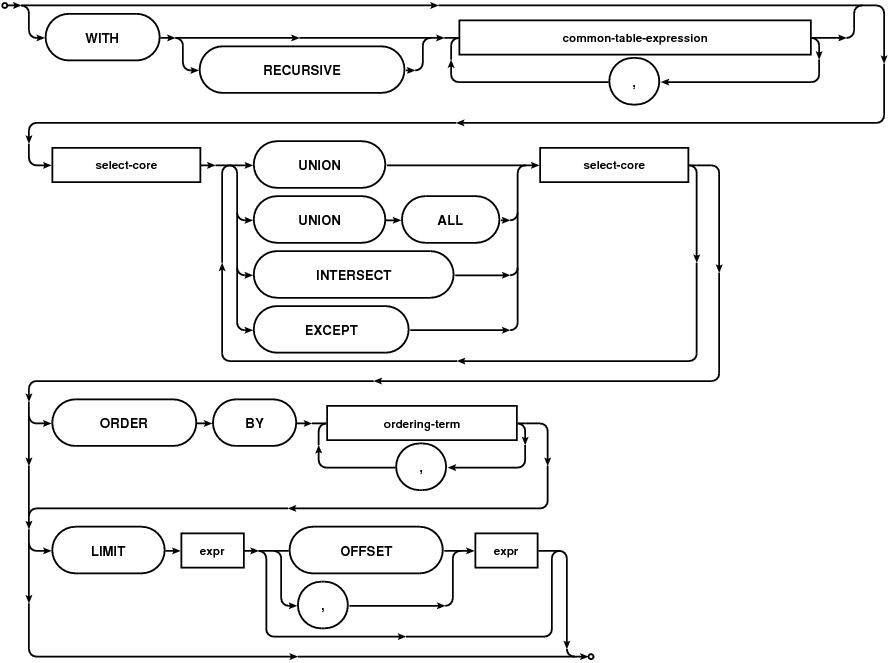 WITH
RECURSIVE
common-table-expression
,
select-core
UNION
select-core
UNION
ALL
INTERSECT
EXCEPT
ORDER
BY
ordering-term
,
LIMIT
expr
OFFSET
expr
,